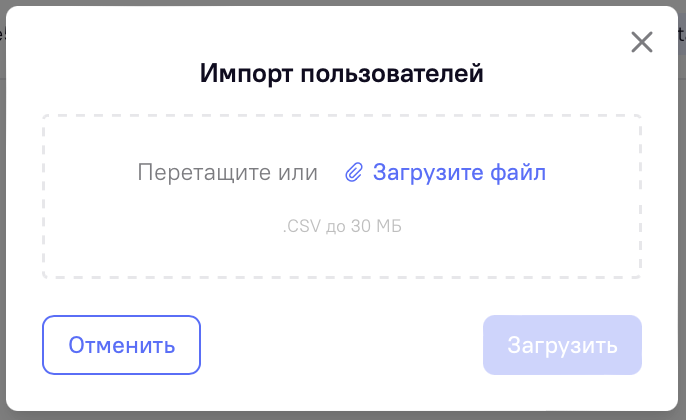 Импорт пользователей
Перетащите или Загрузите файл
.CSV до 30 МБ
Отменить Загрузить